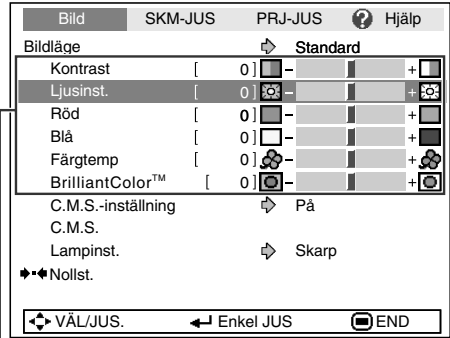 Bild SKM-JUS PRJ-JUS ? Hjälp
Bildläge Standard
Kontrast [ 0] - +
Ljusinst. [ 0] - +
Röd [ 0] - +
Blå [ 0] - +
Färgtemp [ 0] - +
BrilliantColor™ [ 0] - +
C.M.S.-inställning På
C.M.S.
Lampinst. Skarp
Nollst.
VÄL/JUS. Enkel JUS END